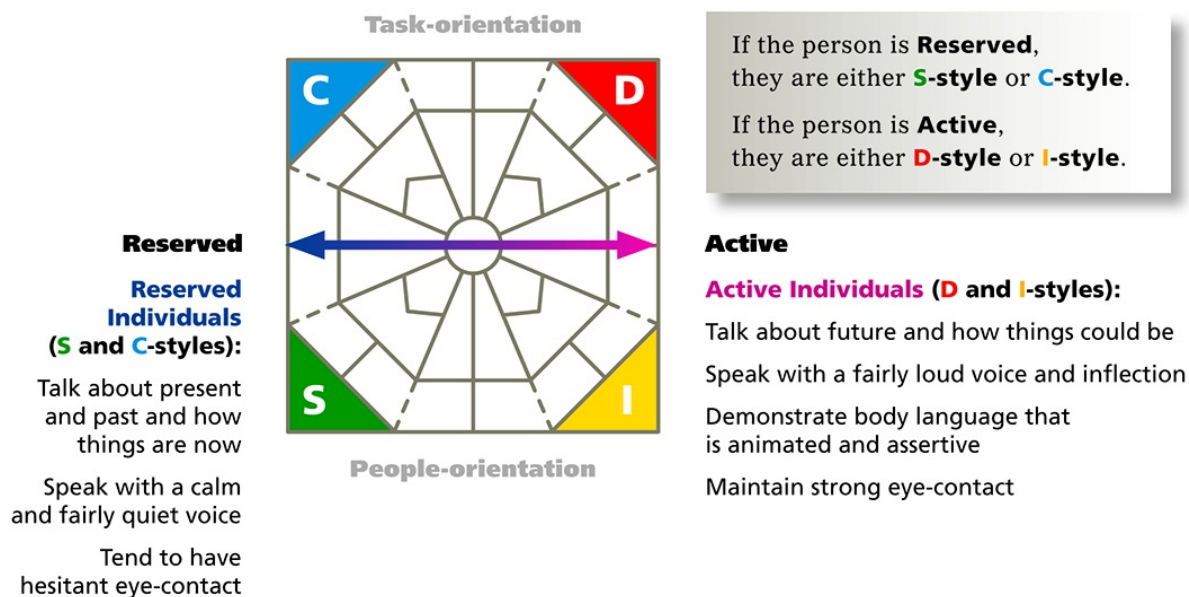 Task-orientation
C
D
S
I
People-orientation
If the person is Reserved,
they are either S-style or C-style.
If the person is Active,
they are either D-style or I-style.
Reserved
Reserved
Individuals
(S and C-styles):
Talk about present
and past and how
things are now
Speak with a calm
and fairly quiet voice
Tend to have
hesitant eye-contact
Active
Active Individuals (D and I-styles):
Talk about future and how things could be
Speak with a fairly loud voice and inflection
Demonstrate body language that
is animated and assertive
Maintain strong eye-contact